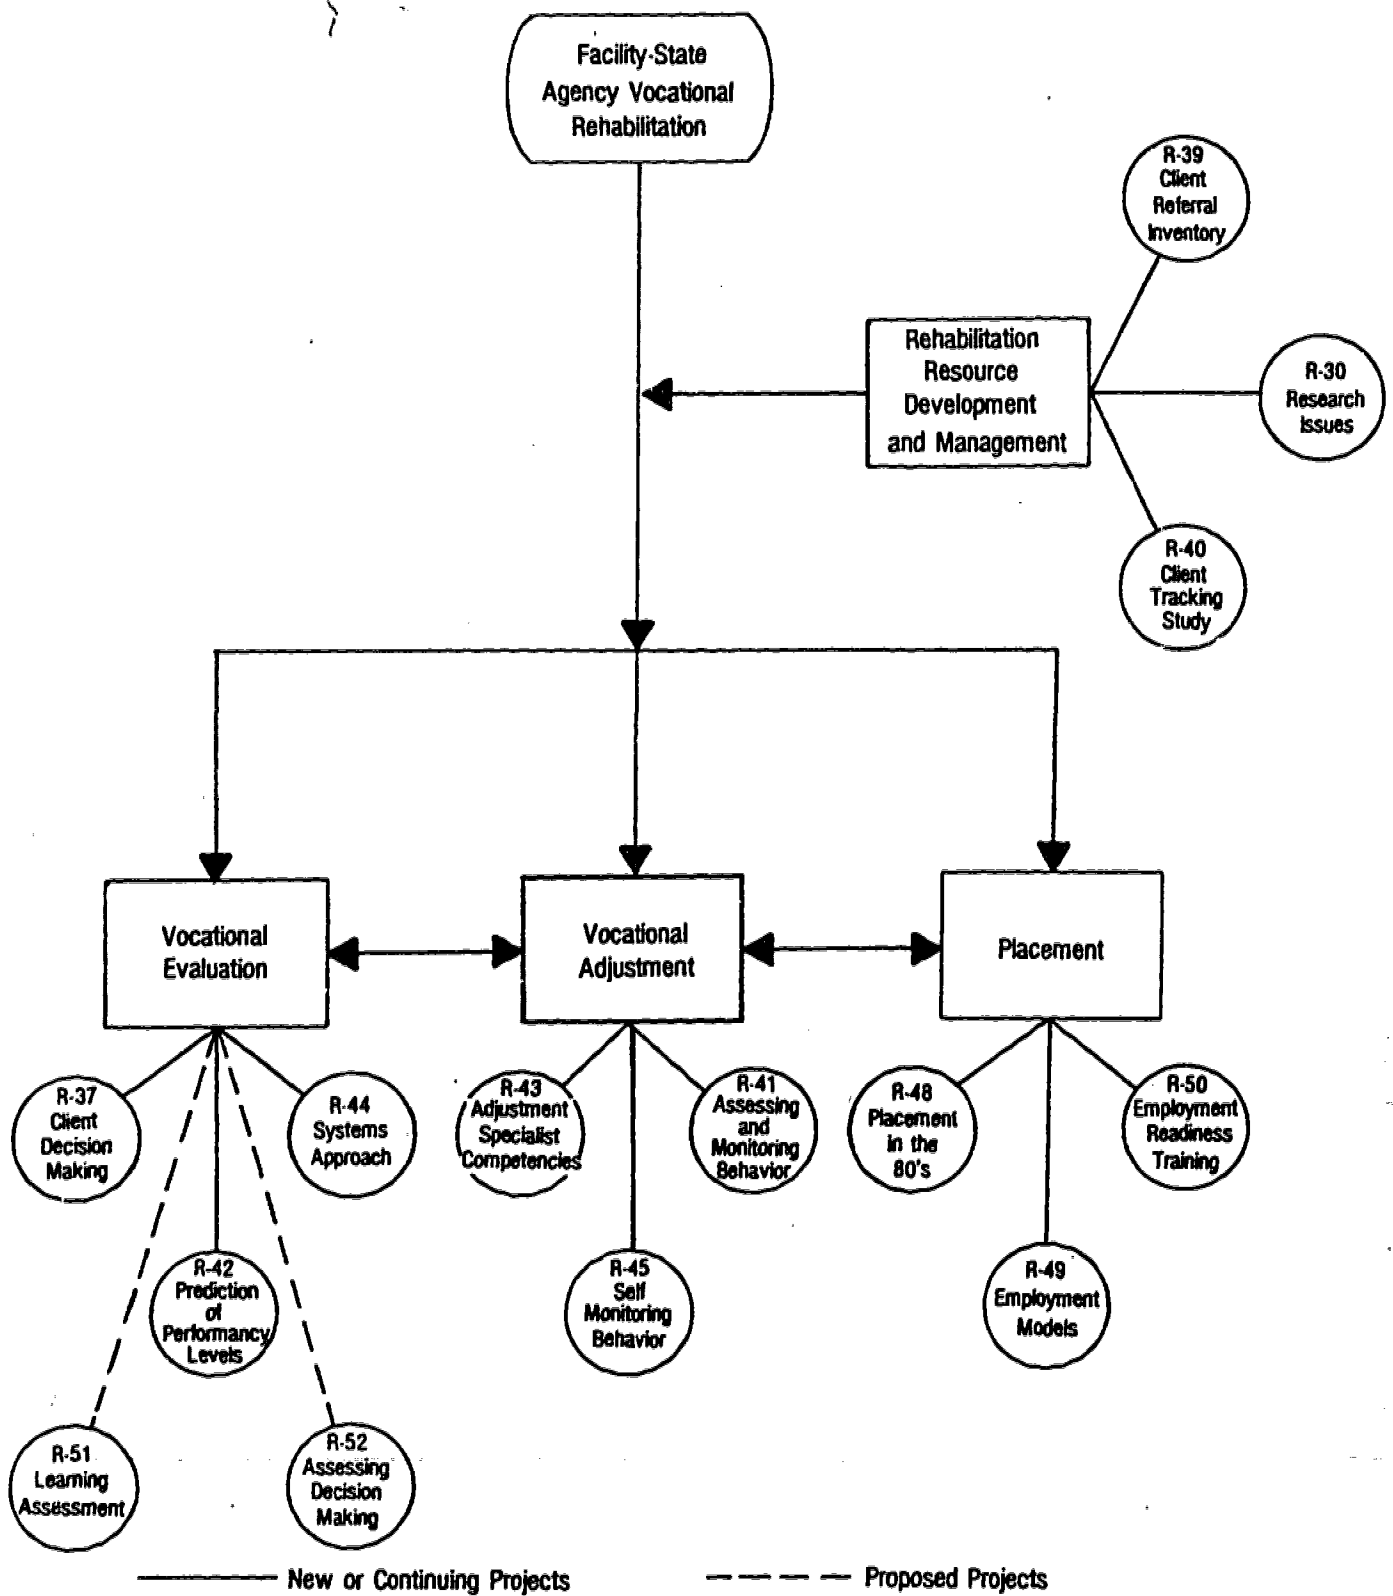 Facility-State
Agency Vocational
Rehabilitation
R-39
Client
Referral
Inventory
Rehabilitation
Resource
Development
and Management
R-30
Research
Issues
R-40
Client
Tracking
Study
Vocational
Evaluation
Vocational
Adjustment
Placement
R-37
Client
Decision
Making
R-44
Systems
Approach
R-43
Adjustment
Specialist
Competencies
R-41
Assessing
and
Monitoring
Behavior
R-48
Placement
in the
80's
R-50
Employment
Readiness
Training
R-42
Prediction
of
Performancy
Levels
R-45
Self
Monitoring
Behavior
R-49
Employment
Models
R-51
Learning
Assessment
R-52
Assessing
Decision
Making
New or Continuing Projects
Proposed Projects